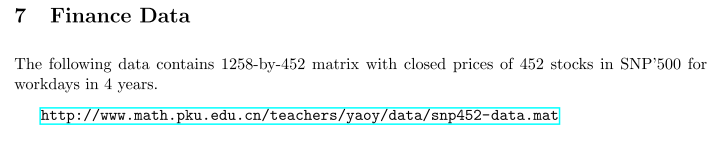 7 Finance Data
The following data contains 1258-by-452 matrix with closed prices of 452 stocks in SNP'500 for
workdays in 4 years.
http://www.math.pku.edu.cn/teachers/yaoy/data/snp452-data.mat